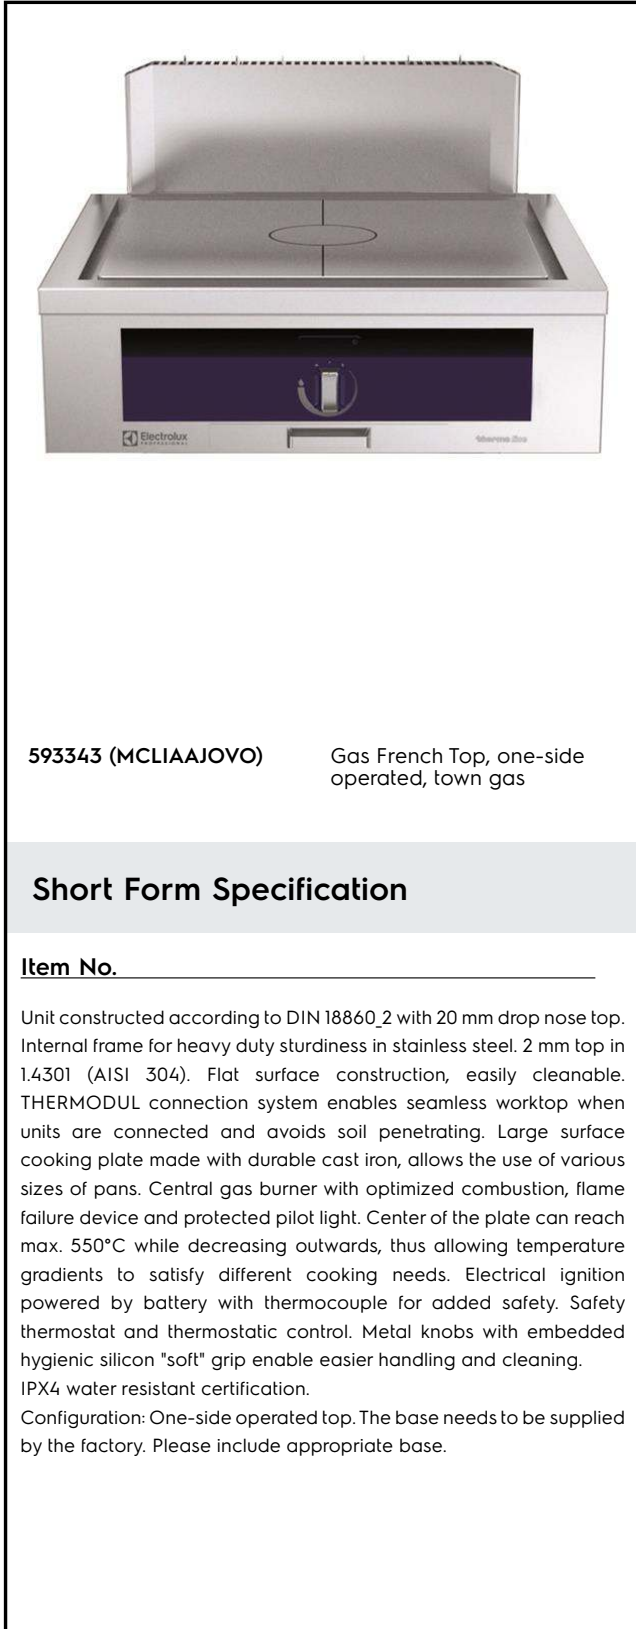 Electrolux
PROFESSIONAL
thermaline
593343 (MCLIAAJOVO)
Gas French Top, one-side
operated, town gas
Short Form Specification
Item No.
Unit constructed according to DIN 18860_2 with 20 mm drop nose top.
Internal frame for heavy duty sturdiness in stainless steel. 2 mm top in
1.4301 (AISI 304). Flat surface construction, easily cleanable.
THERMODUL connection system enables seamless worktop when
units are connected and avoids soil penetrating. Large surface
cooking plate made with durable cast iron, allows the use of various
sizes of pans. Central gas burner with optimized combustion, flame
failure device and protected pilot light. Center of the plate can reach
max. 550°C while decreasing outwards, thus allowing temperature
gradients to satisfy different cooking needs. Electrical ignition
powered by battery with thermocouple for added safety. Safety
thermostat and thermostatic control. Metal knobs with embedded
hygienic silicon "soft" grip enable easier handling and cleaning.
IPX4 water resistant certification.
Configuration: One-side operated top. The base needs to be supplied
by the factory. Please include appropriate base.